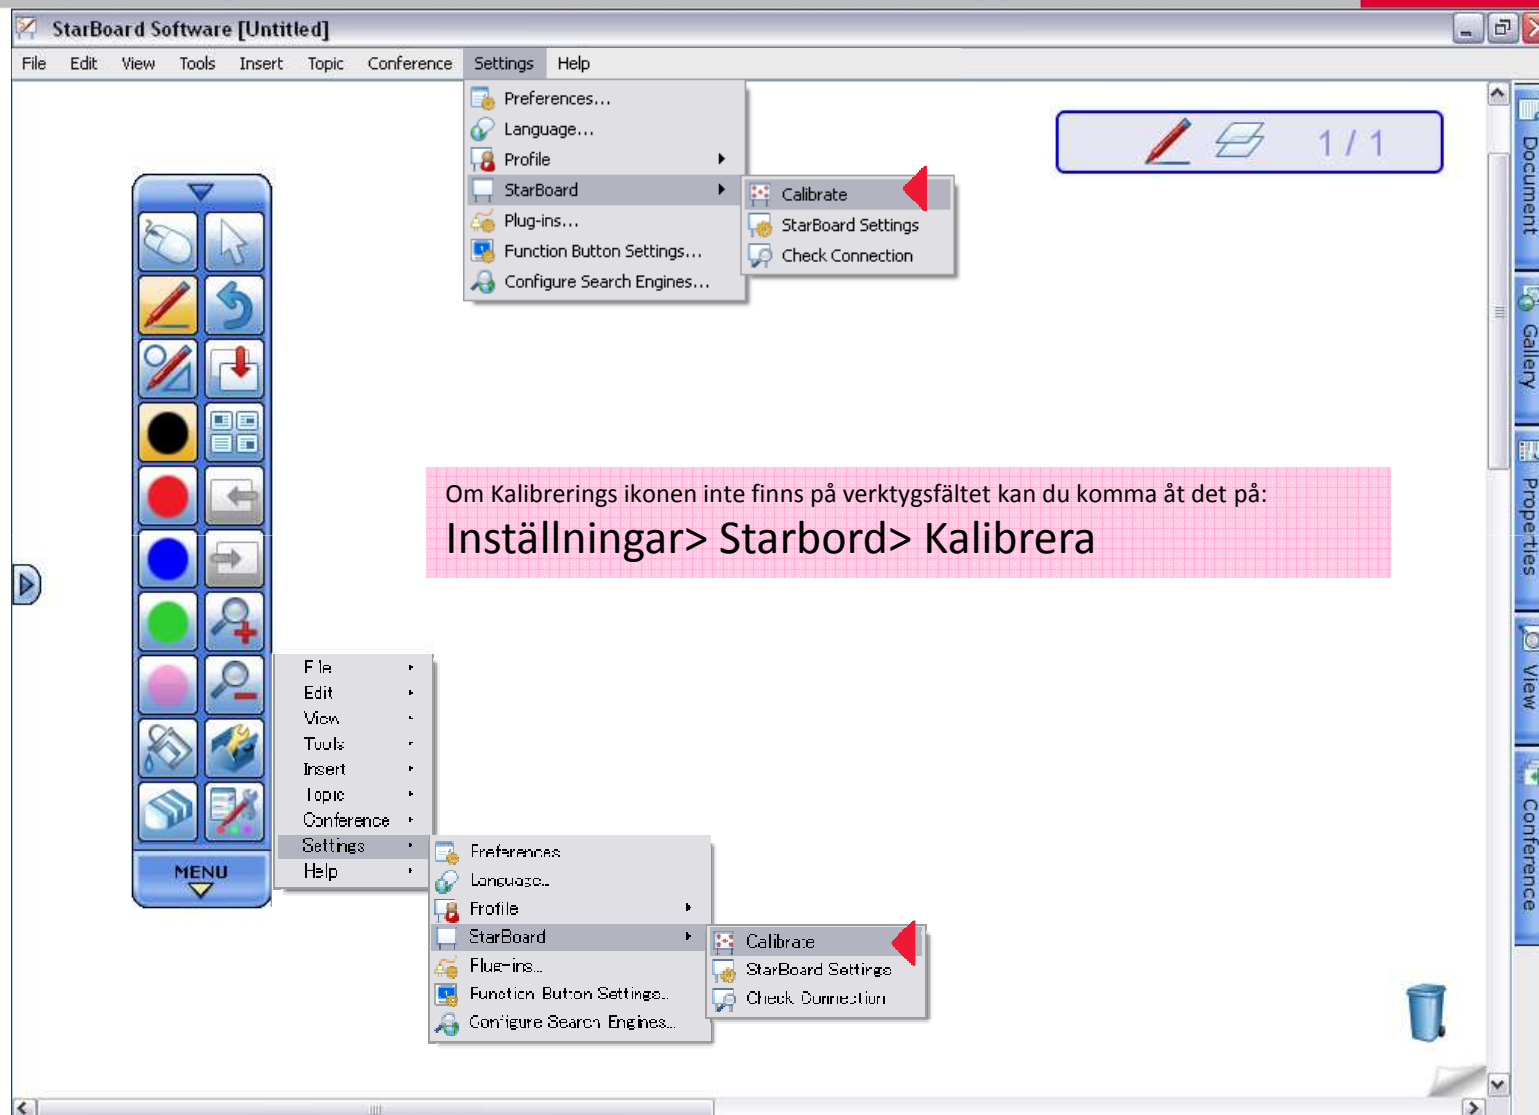 StarBoard Software [Untitled]
File Edit View Tools Insert Topic Conference Settings Help
Preferences...
Language...
Profile
StarBoard
Plug-ins...
Function Button Settings...
Configure Search Engines...
Calibrate
StarBoard Settings
Check Connection
1 / 1
Document
Gallery
Properties
View
Conference
Om Kalibrerings ikonen inte finns på verktygsfältet kan du komma åt det på:
Inställningar> Starbord> Kalibrera
File
Edit
View
Tools
Insert
Topic
Conference
Settings
Help
MENU
Preferences
Language...
Profile
StarBoard
Plug-ins...
Function Button Settings...
Configure Search Engines...
Calibrate
StarBoard Settings
Check Connection